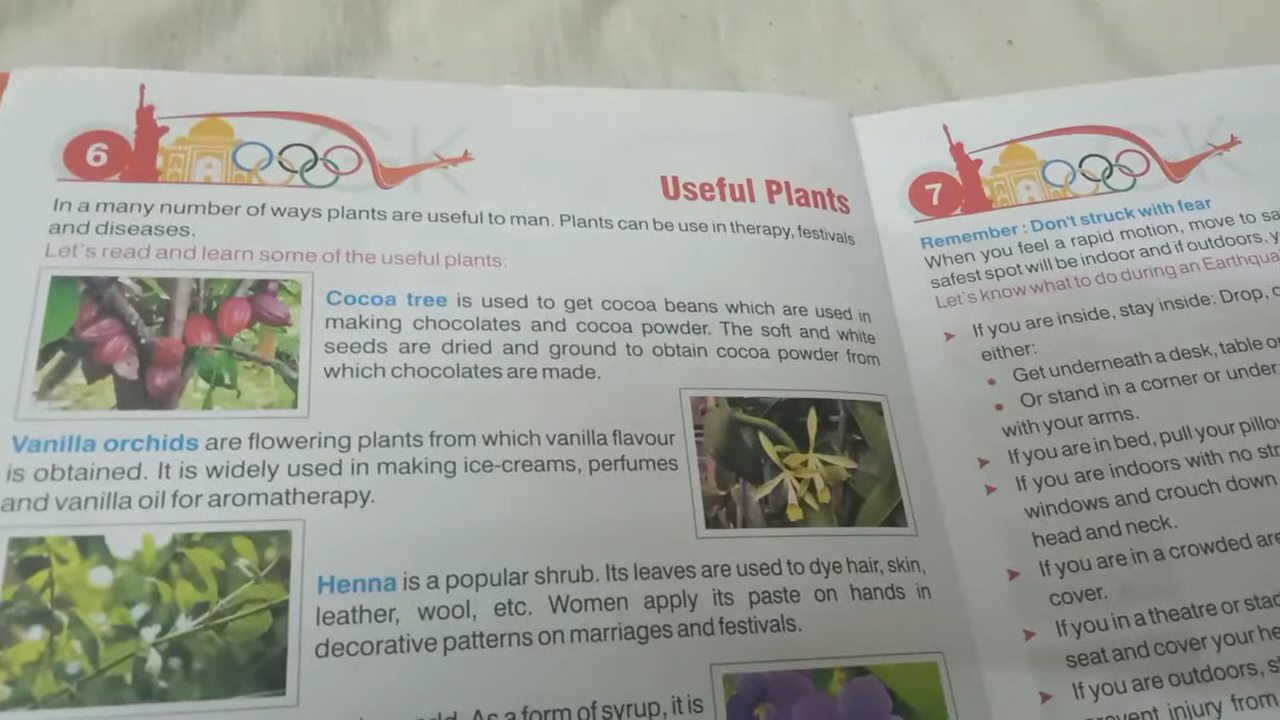 6
Useful Plants
In a many number of ways plants are useful to man. Plants can be use in therapy, festivals
and diseases.
Let's read and learn some of the useful plants:
Cocoa tree is used to get cocoa beans which are used in
making chocolates and cocoa powder. The soft and white
seeds are dried and ground to obtain cocoa powder from
which chocolates are made.
Vanilla orchids are flowering plants from which vanilla flavour
is obtained. It is widely used in making ice-creams, perfumes
and vanilla oil for aromatherapy.
Henna is a popular shrub. Its leaves are used to dye hair, skin,
leather, wool, etc. Women apply its paste on hands in
decorative patterns on marriages and festivals.
As a form of syrup, it is
7
Remember : Don't struck with fear
When you feel a rapid motion, move to
safest spot will be indoor and if outdoors,
Let's know what to do during an
If you are inside, stay inside: Drop,
either:
Get underneath a desk, table
Or stand in a corner or under
with your arms.
If you are in bed, pull your
If you are indoors with no
windows and crouch down
head and neck.
If you are in a crowded
cover.
If you in a theatre or
seat and cover your
If you are outdoors,
injury from